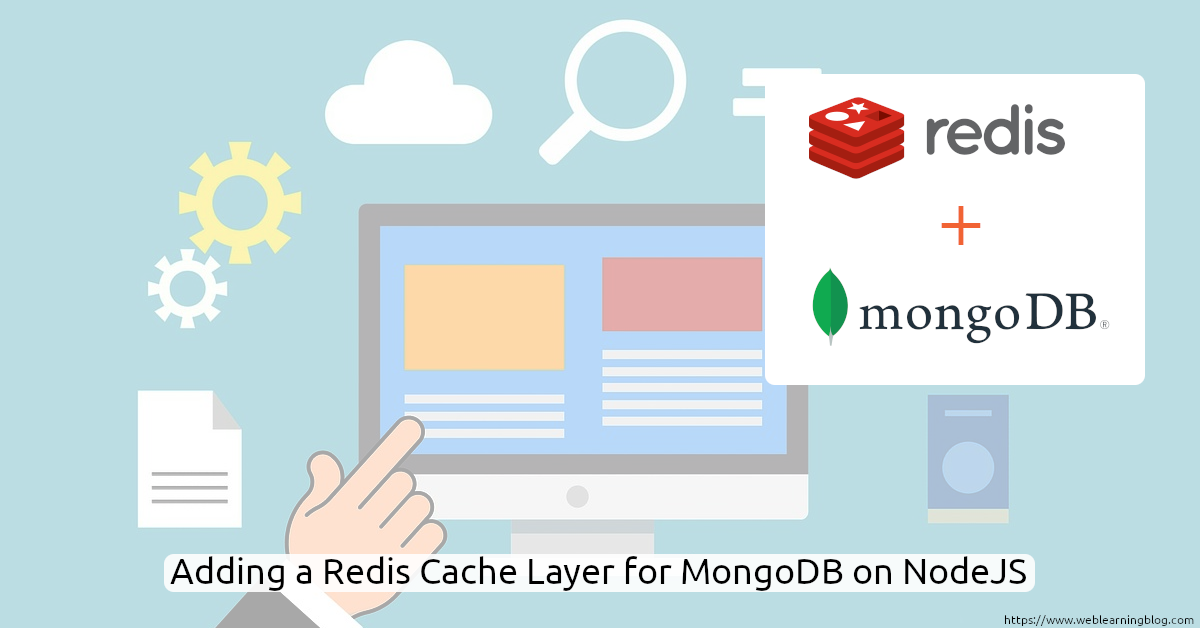 redis
+
mongoDB®
Adding a Redis Cache Layer for MongoDB on NodeJS
https://www.weblearningblog.com